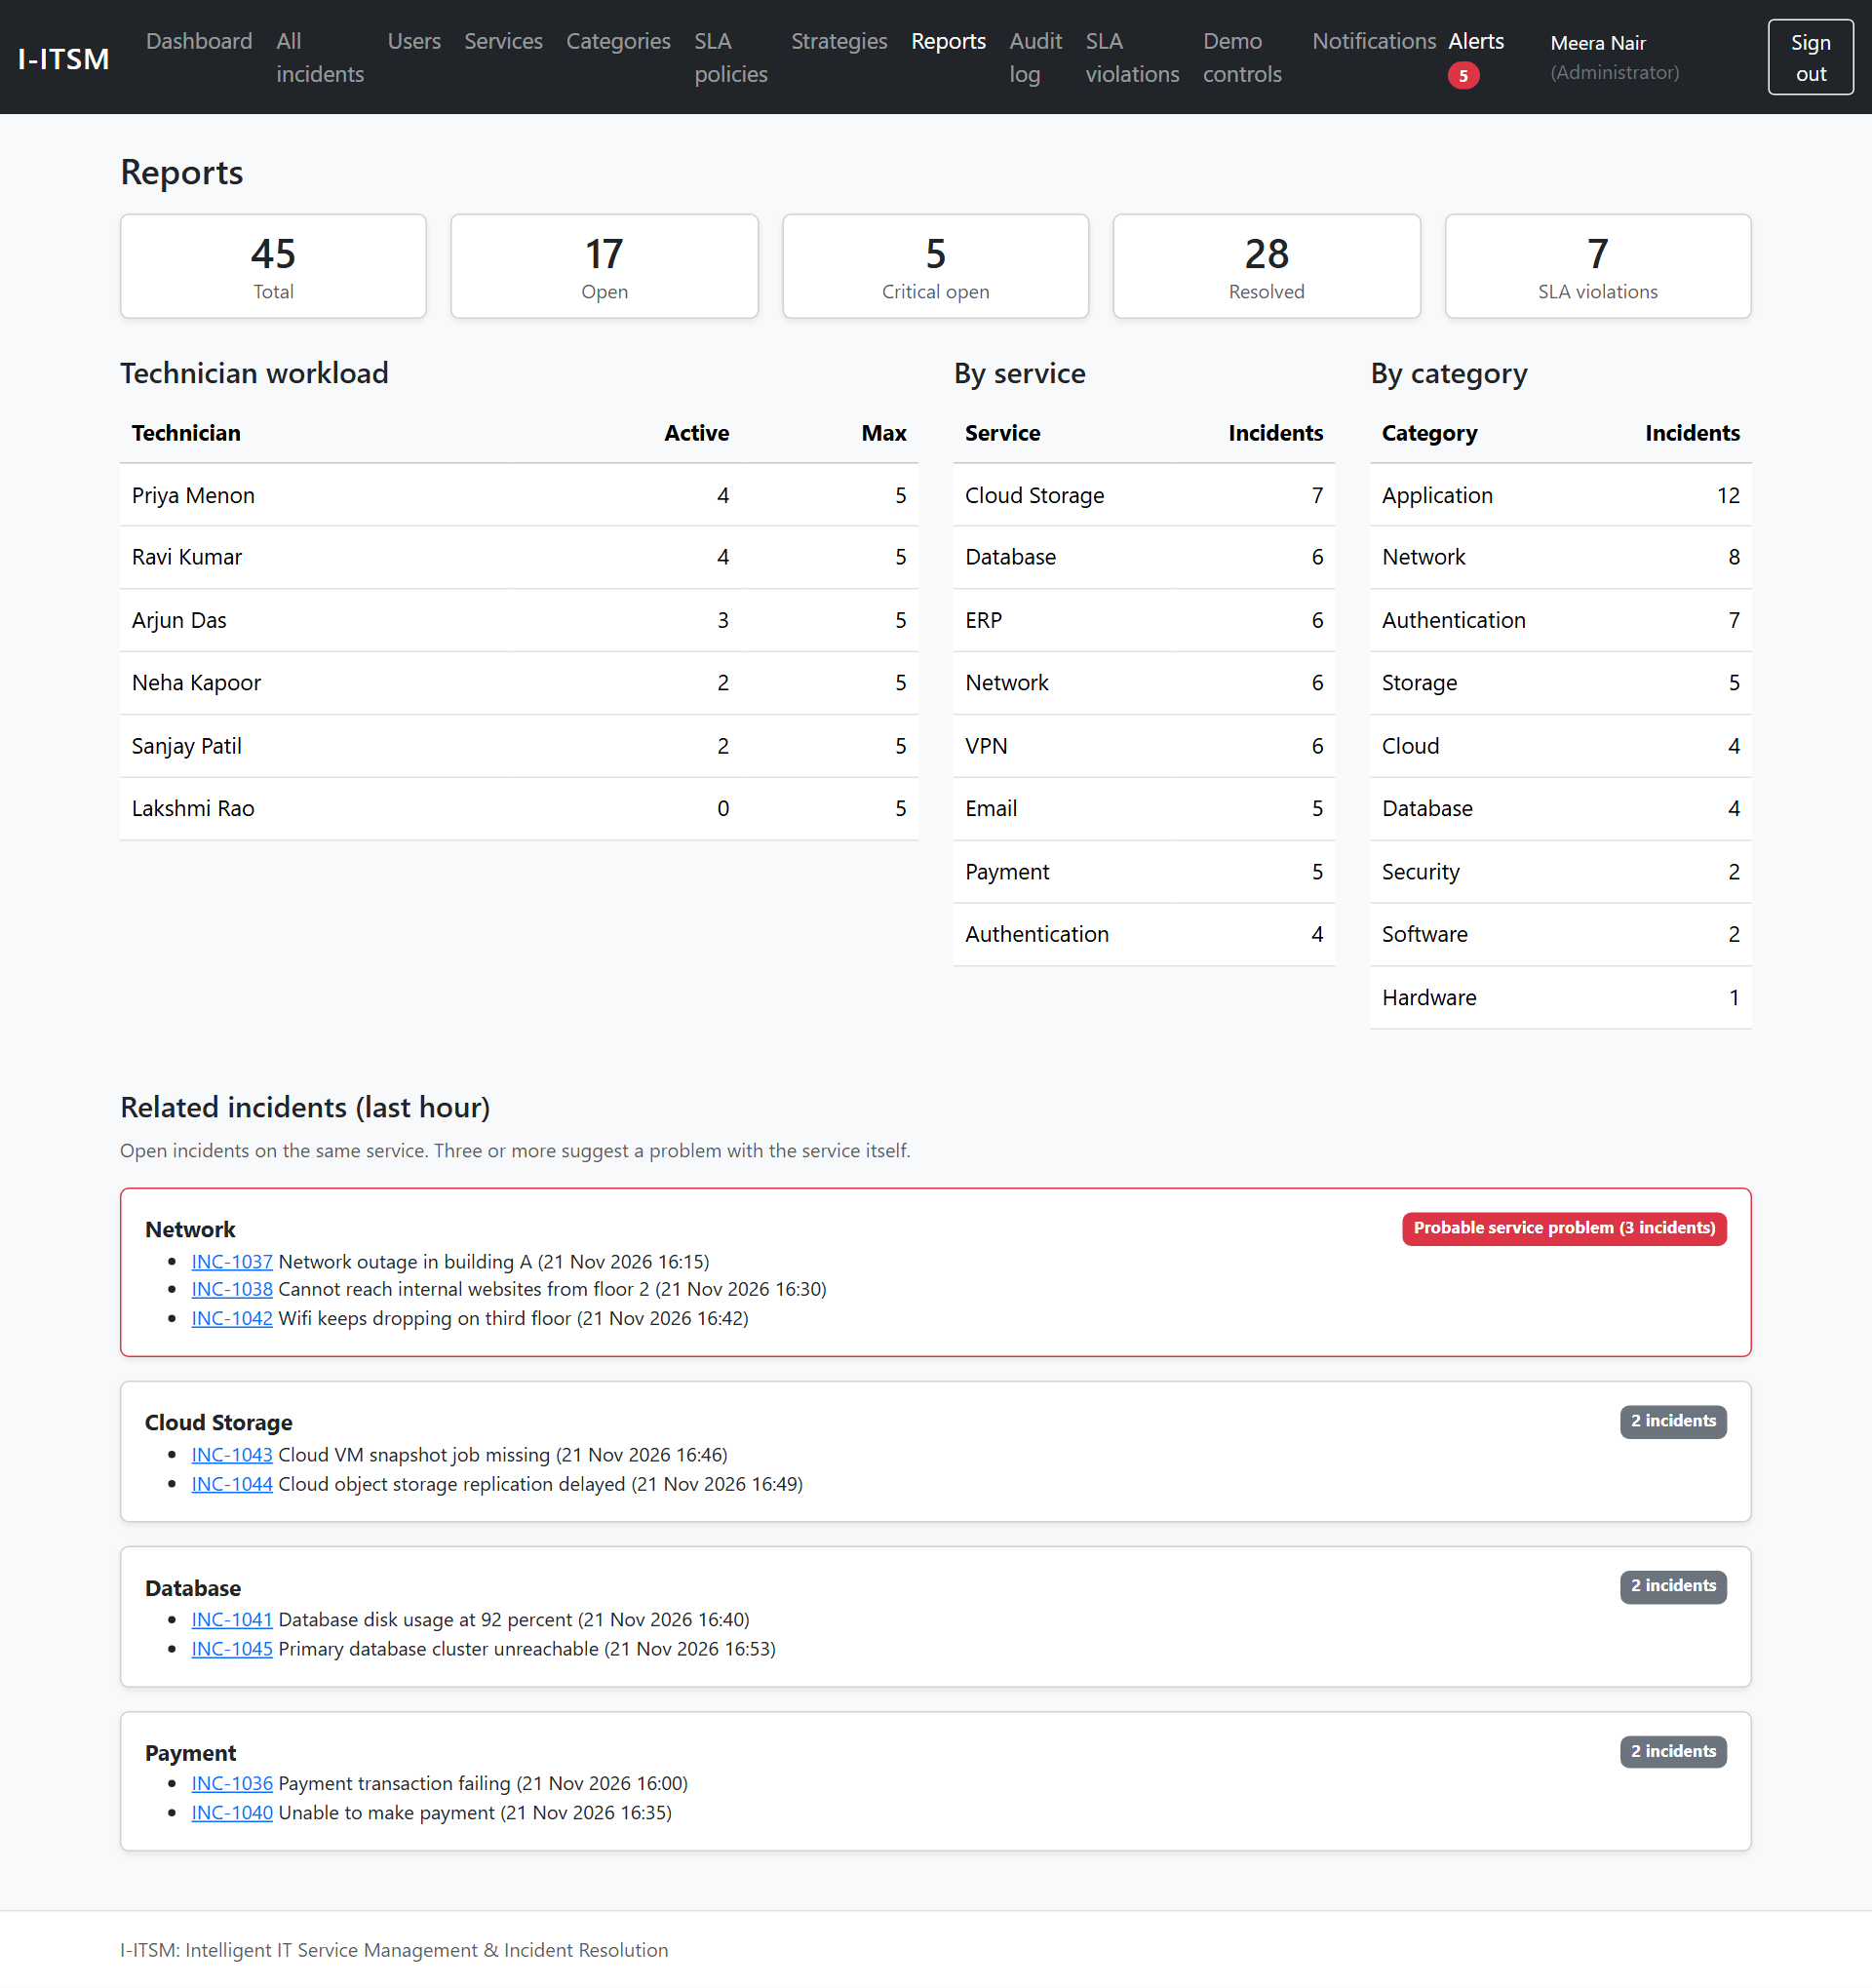 I-ITSM
Dashboard
All incidents
Users
Services
Categories
SLA policies
Strategies
Reports
Audit log
SLA violations
Demo controls
Notifications
Alerts 5
Meera Nair (Administrator)
Sign out
Reports
45
Total
17
Open
5
Critical open
28
Resolved
7
SLA violations
Technician workload
Technician Active Max
Priya Menon 4 5
Ravi Kumar 4 5
Arjun Das 3 5
Neha Kapoor 2 5
Sanjay Patil 2 5
Lakshmi Rao 0 5
By service
Service Incidents
Cloud Storage 7
Database 6
ERP 6
Network 6
VPN 6
Email 5
Payment 5
Authentication 4
By category
Category Incidents
Application 12
Network 8
Authentication 7
Storage 5
Cloud 4
Database 4
Security 2
Software 2
Hardware 1
Related incidents (last hour)
Open incidents on the same service. Three or more suggest a problem with the service itself.
Network
Probable service problem (3 incidents)
INC-1037 Network outage in building A (21 Nov 2026 16:15)
INC-1038 Cannot reach internal websites from floor 2 (21 Nov 2026 16:30)
INC-1042 Wifi keeps dropping on third floor (21 Nov 2026 16:42)
Cloud Storage
2 incidents
INC-1043 Cloud VM snapshot job missing (21 Nov 2026 16:46)
INC-1044 Cloud object storage replication delayed (21 Nov 2026 16:49)
Database
2 incidents
INC-1041 Database disk usage at 92 percent (21 Nov 2026 16:40)
INC-1045 Primary database cluster unreachable (21 Nov 2026 16:53)
Payment
2 incidents
INC-1036 Payment transaction failing (21 Nov 2026 16:00)
INC-1040 Unable to make payment (21 Nov 2026 16:35)
I-ITSM: Intelligent IT Service Management & Incident Resolution